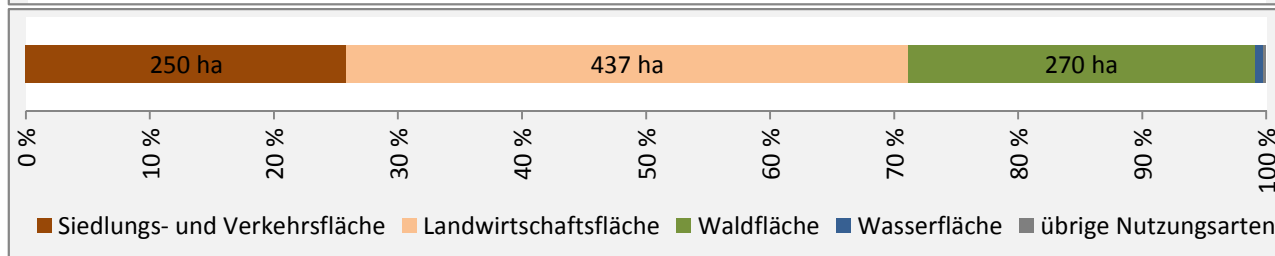 250 ha 437 ha 270 ha
0 % 10 % 20 % 30 % 40 % 50 % 60 % 70 % 80 % 90 % 100 %
Siedlungs- und Verkehrsfläche Landwirtschaftsfläche Waldfläche Wasserfläche übrige Nutzungsarten